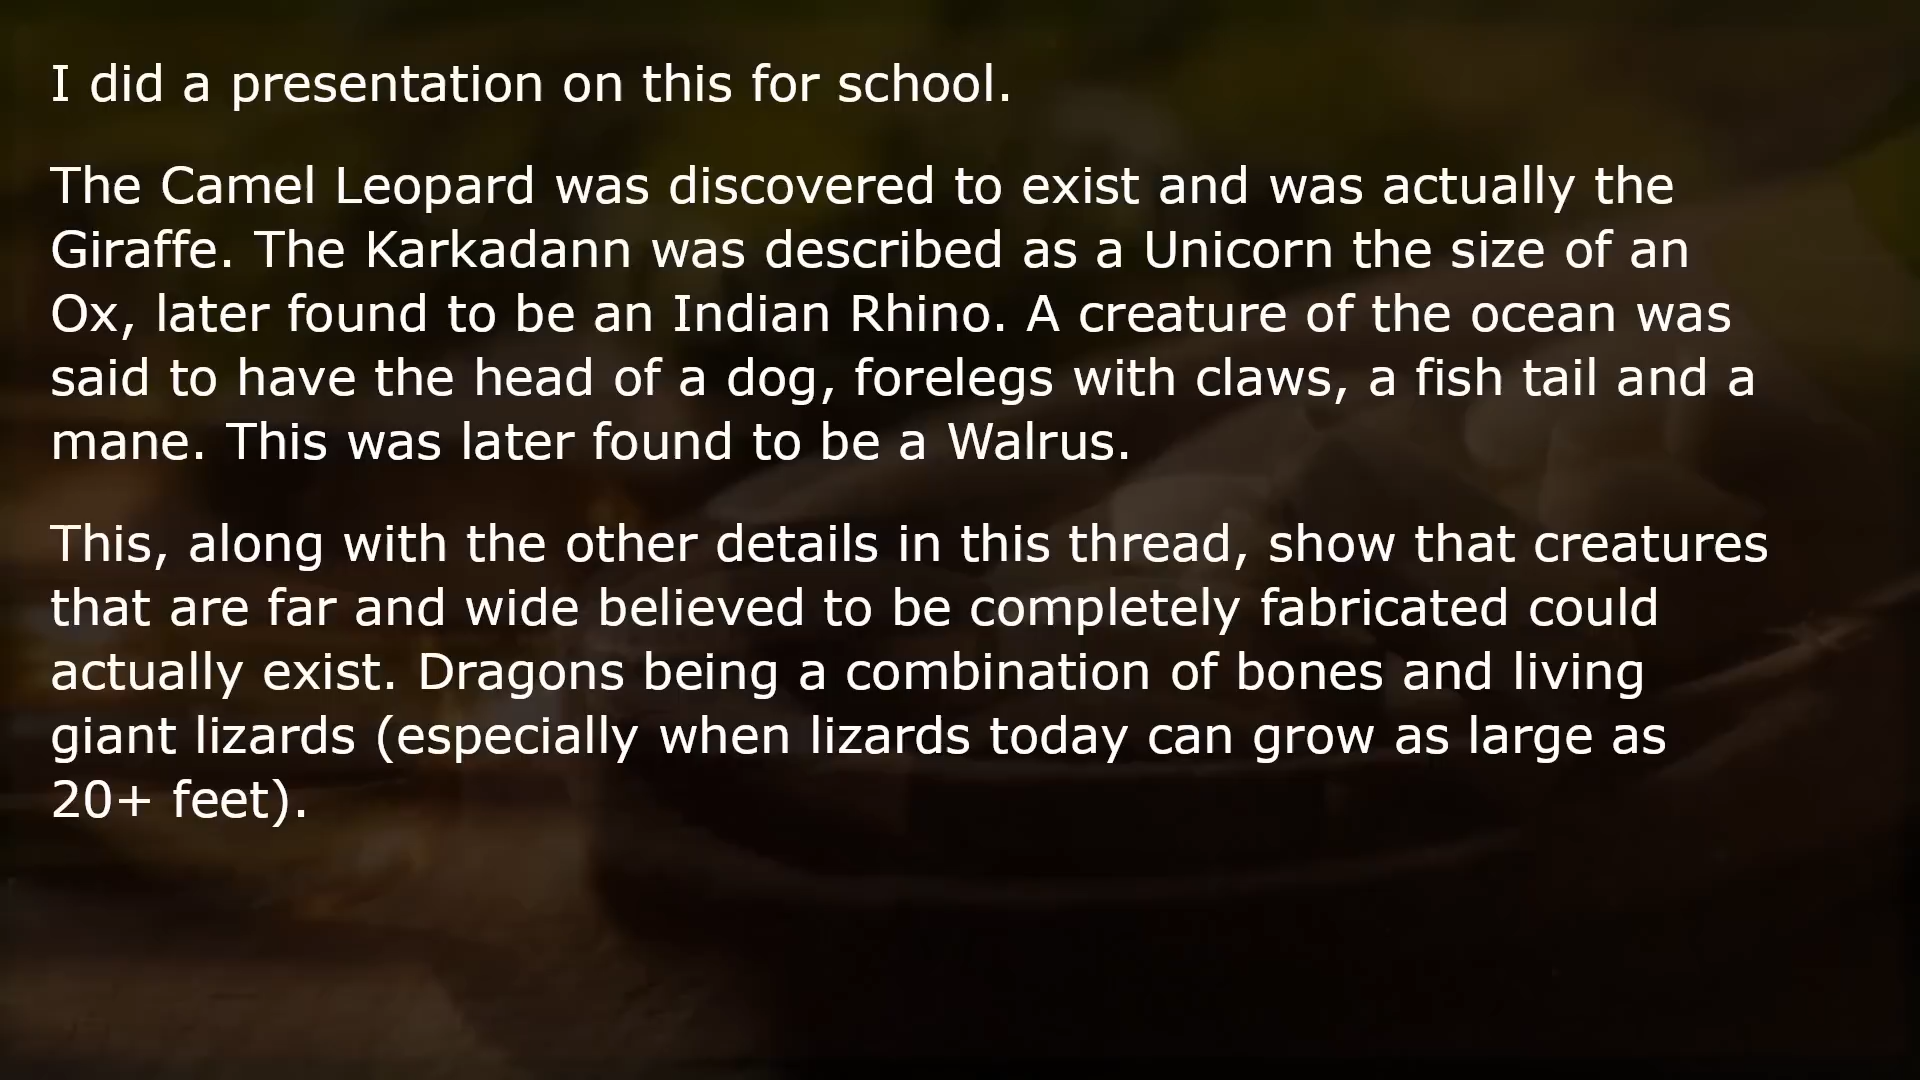 I did a presentation on this for school.
The Camel Leopard was discovered to exist and was actually the
Giraffe. The Karkadann was described as a Unicorn the size of an
Ox, later found to be an Indian Rhino. A creature of the ocean was
said to have the head of a dog, forelegs with claws, a fish tail and a
mane. This was later found to be a Walrus.
This, along with the other details in this thread, show that creatures
that are far and wide believed to be completely fabricated could
actually exist. Dragons being a combination of bones and living
giant lizards (especially when lizards today can grow as large as
20+ feet).